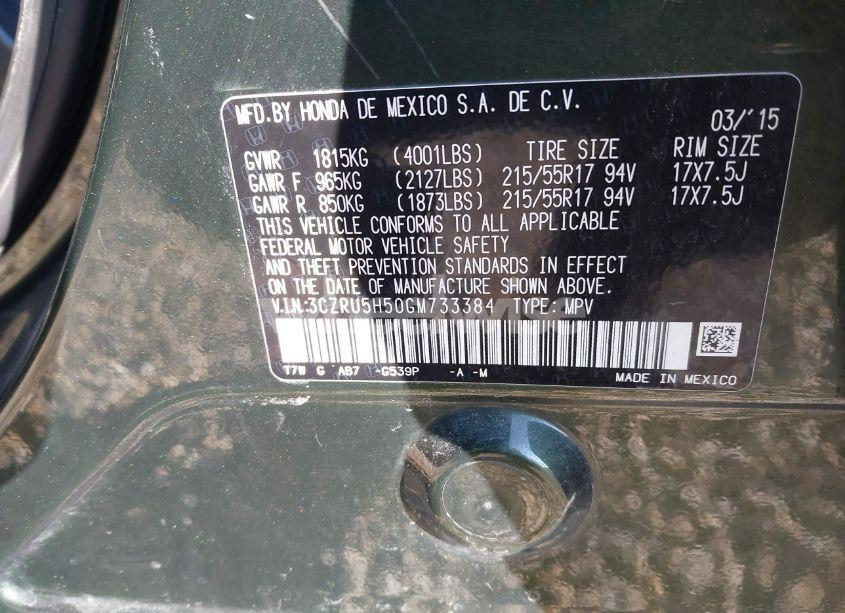 MFD.BY HONDA DE MEXICO S.A. DE C.V.
03/'15
GVWR 1815KG (4001LBS) TIRE SIZE RIM SIZE
GAWR F 965KG (2127LBS) 215/55R17 94V 17X7.5J
GAWR R 850KG (1873LBS) 215/55R17 94V 17X7.5J
THIS VEHICLE CONFORMS TO ALL APPLICABLE
FEDERAL MOTOR VEHICLE SAFETY
AND THEFT PREVENTION STANDARDS IN EFFECT
ON THE DATE OF MANUFACTURE SHOWN ABOVE.
V.I.N:3CZRU5H50GM733384 TYPE:MPV
T7W G AB7 -G539P -A -M
MADE IN MEXICO